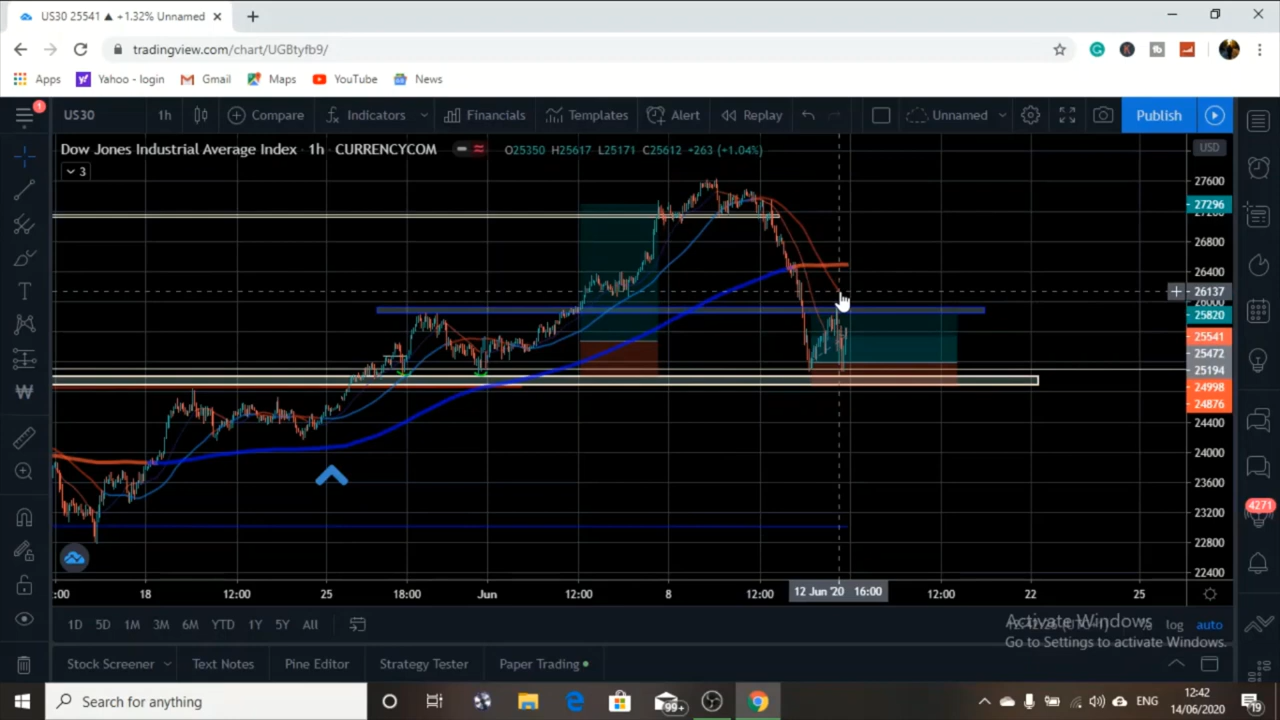 US30 25541 ▲ +1.32% Unnamed
tradingview.com/chart/UGBtyfb9/
Apps Yahoo - login Gmail Maps YouTube News
1
US30 1h Compare Indicators Financials Templates Alert Replay Unnamed Publish
Dow Jones Industrial Average Index · 1h · CURRENCYCOM O25350 H25617 L25171 C25612 +263 (+1.04%) USD
3
27600
27296
27200
26800
26400
26137
26000
25820
25541
25472
25194
24998
24876
24400
24000
23600
23200
22800
22400
4271
:00 18 12:00 25 18:00 Jun 12:00 8 12:00 12 Jun '20 16:00 12:00 22 25
1D 5D 1M 3M 6M YTD 1Y 5Y All % log auto
Activate Windows
Go to Settings to activate Windows.
Stock Screener Text Notes Pine Editor Strategy Tester Paper Trading
Search for anything 99+ ENG 12:42
14/06/2020 19